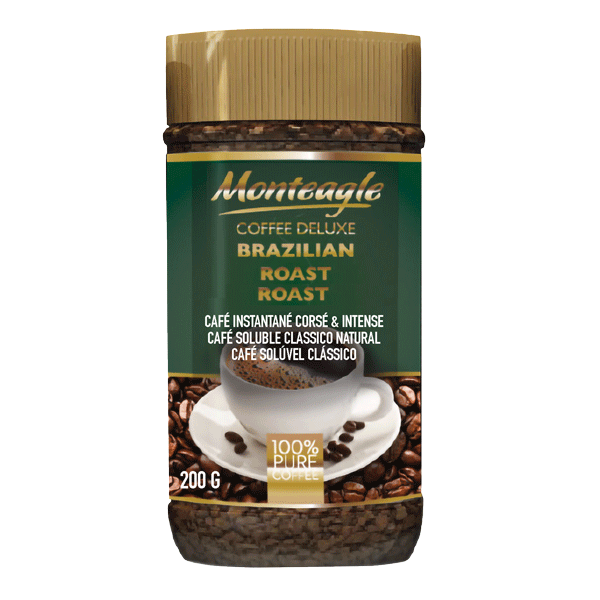 Monteagle
COFFEE DELUXE
BRAZILIAN
ROAST
ROAST
CAFÉ INSTANTANÉ CORSÉ & INTENSE
CAFÉ SOLUBLE CLASSICO NATURAL
CAFÉ SOLÚVEL CLÁSSICO
100%
PURE
COFFEE
200 G